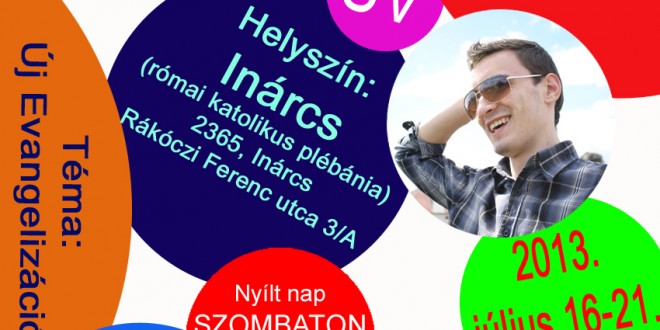 Téma:
Új Evangelizáció
Helyszín:
Inárcs
(római katolikus plébánia)
2365, Inárcs
Rákóczi Ferenc utca 3/A
2013.
július 16-21.
Nyílt nap
SZOMBATON